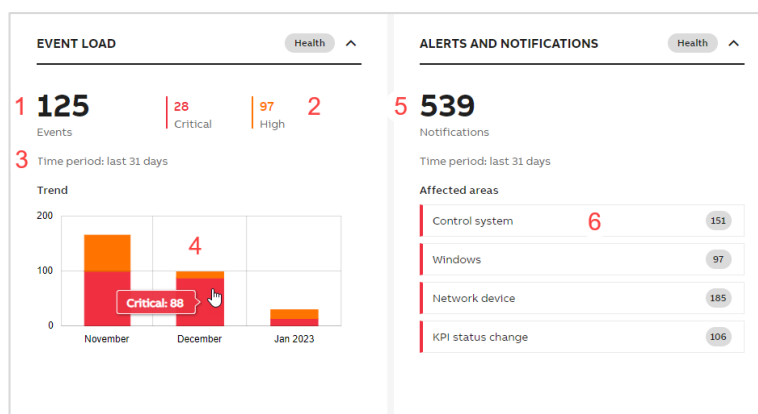 EVENT LOAD
Health
1
125
Events
28
Critical
97
High
2
3
Time period: last 31 days
Trend
200
100
0
4
Critical: 88
November
December
Jan 2023
ALERTS AND NOTIFICATIONS
Health
5
539
Notifications
Time period: last 31 days
Affected areas
Control system
6
151
Windows
97
Network device
185
KPI status change
106